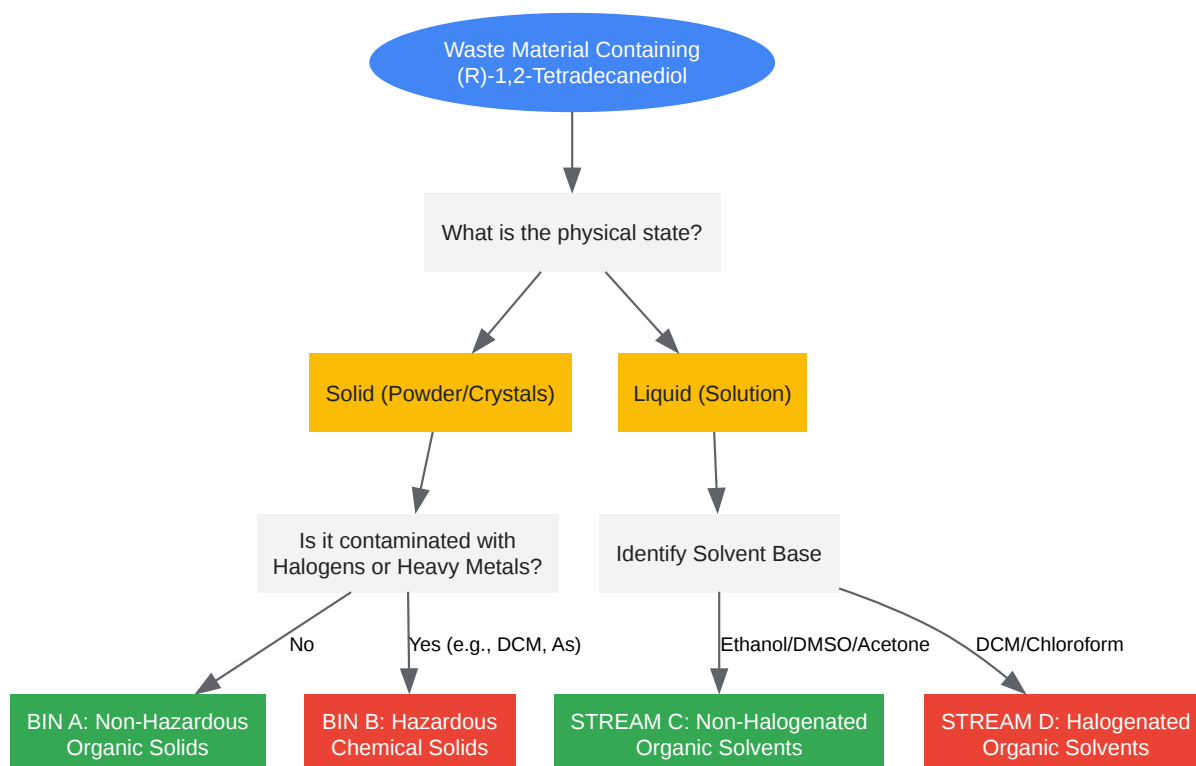 Waste Material Containing
(R)-1,2-Tetradecanediol
What is the physical state?
Solid (Powder/Crystals)
Liquid (Solution)
Is it contaminated with
Halogens or Heavy Metals?
Identify Solvent Base
No
Yes (e.g., DCM, As)
Ethanol/DMSO/Acetone
DCM/Chloroform
BIN A: Non-Hazardous
Organic Solids
BIN B: Hazardous
Chemical Solids
STREAM C: Non-Halogenated
Organic Solvents
STREAM D: Halogenated
Organic Solvents